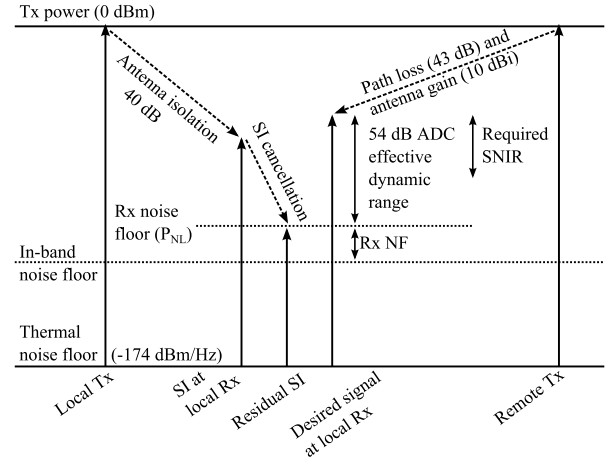 Tx power (0 dBm)
Antenna isolation
40 dB
SI cancellation
Path loss (43 dB) and
antenna gain (10 dBi)
54 dB ADC
effective
dynamic
range
Required
SNIR
Rx noise
floor (PNL)
Rx NF
In-band
noise floor
Thermal
noise floor
(-174 dBm/Hz)
Local Tx
SI at
local Rx
Residual SI
Desired signal
at local Rx
Remote Tx